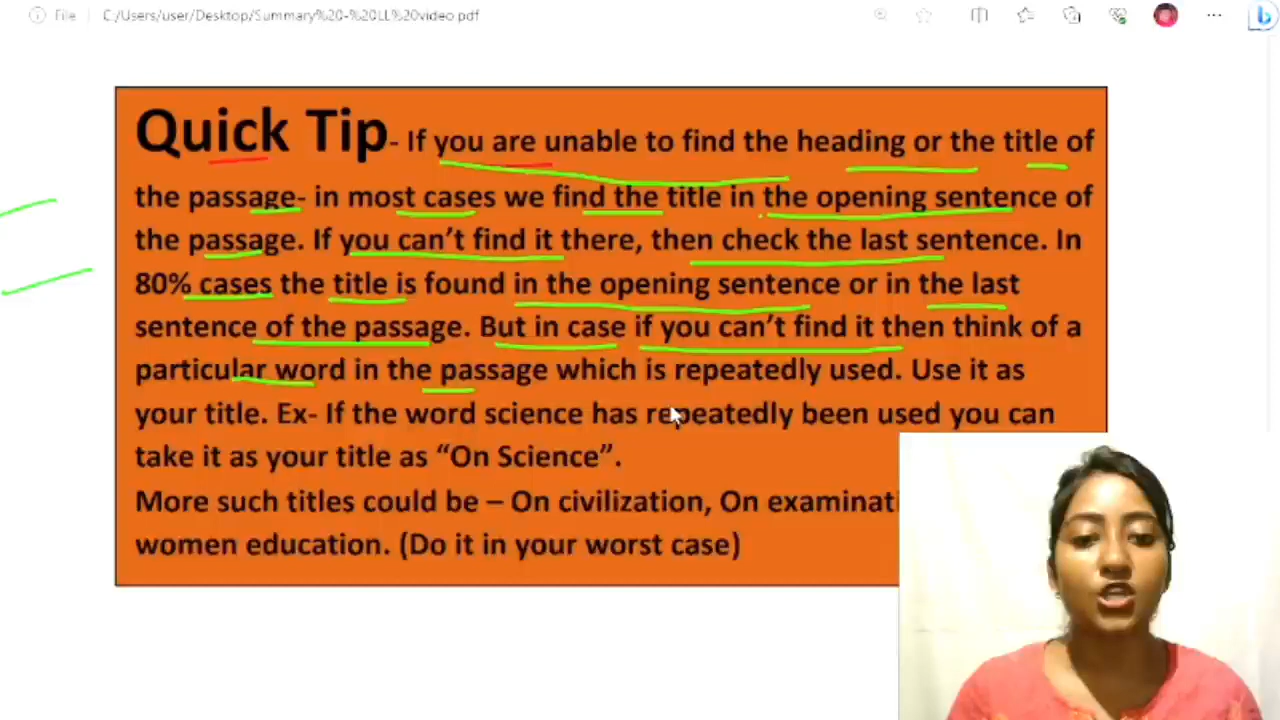 File C:/Users/user/Desktop/Summary%20-%20LL%20video.pdf
Quick Tip- If you are unable to find the heading or the title of
the passage- in most cases we find the title in the opening sentence of
the passage. If you can't find it there, then check the last sentence. In
80% cases the title is found in the opening sentence or in the last
sentence of the passage. But in case if you can't find it then think of a
particular word in the passage which is repeatedly used. Use it as
your title. Ex- If the word science has repeatedly been used you can
take it as your title as “On Science”.
More such titles could be – On civilization, On examinati
women education. (Do it in your worst case)